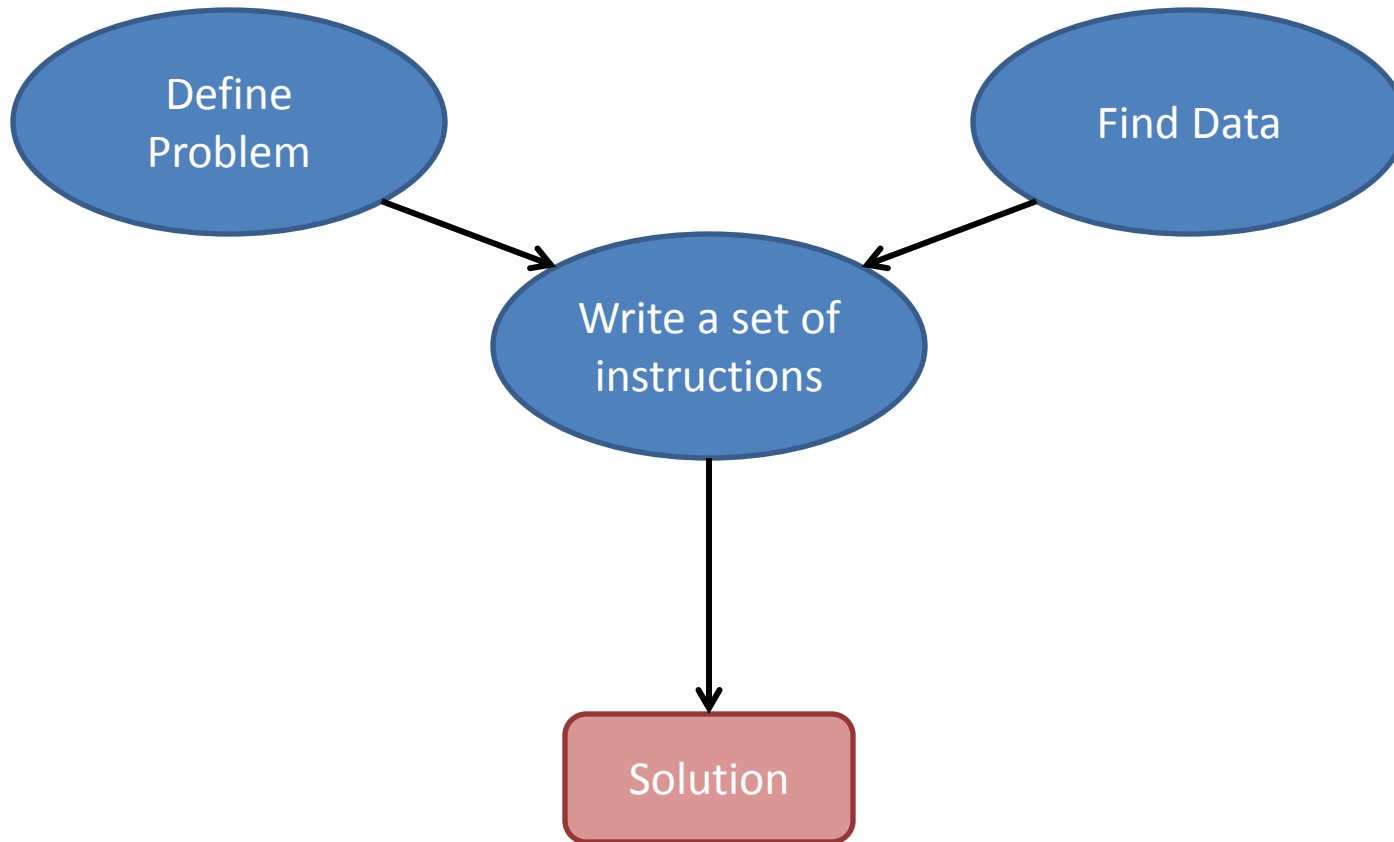 Define
Problem
Find Data
Write a set of
instructions
Solution